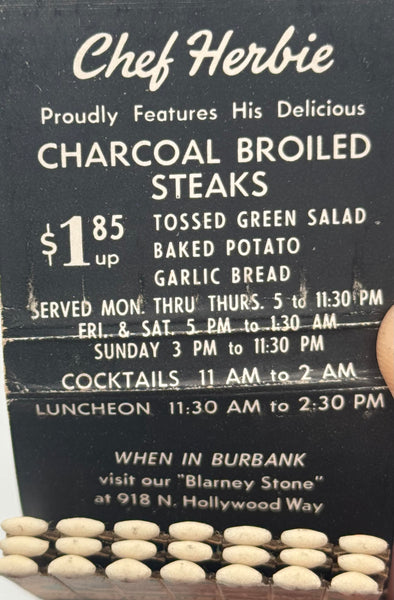 Chef Herbie
Proudly Features His Delicious
CHARCOAL BROILED
STEAKS
$1.85 up
TOSSED GREEN SALAD
BAKED POTATO
GARLIC BREAD
SERVED MON. THRU THURS. 5 to 11:30 PM
FRI. & SAT. 5 PM to 1:30 AM
SUNDAY 3 PM to 11:30 PM
COCKTAILS 11 AM to 2 AM
LUNCHEON 11:30 AM to 2:30 PM
WHEN IN BURBANK
visit our "Blarney Stone"
at 918 N. Hollywood Way